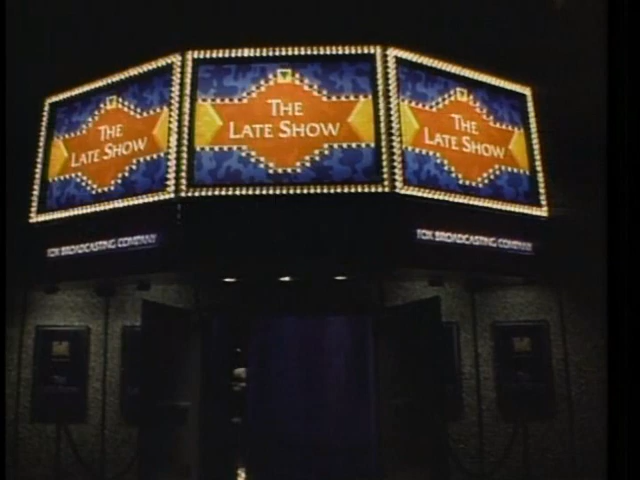 THE
LATE SHOW
THE
LATE SHOW
THE
LATE SHOW
FOX BROADCASTING COMPANY
FOX BROADCASTING COMPANY